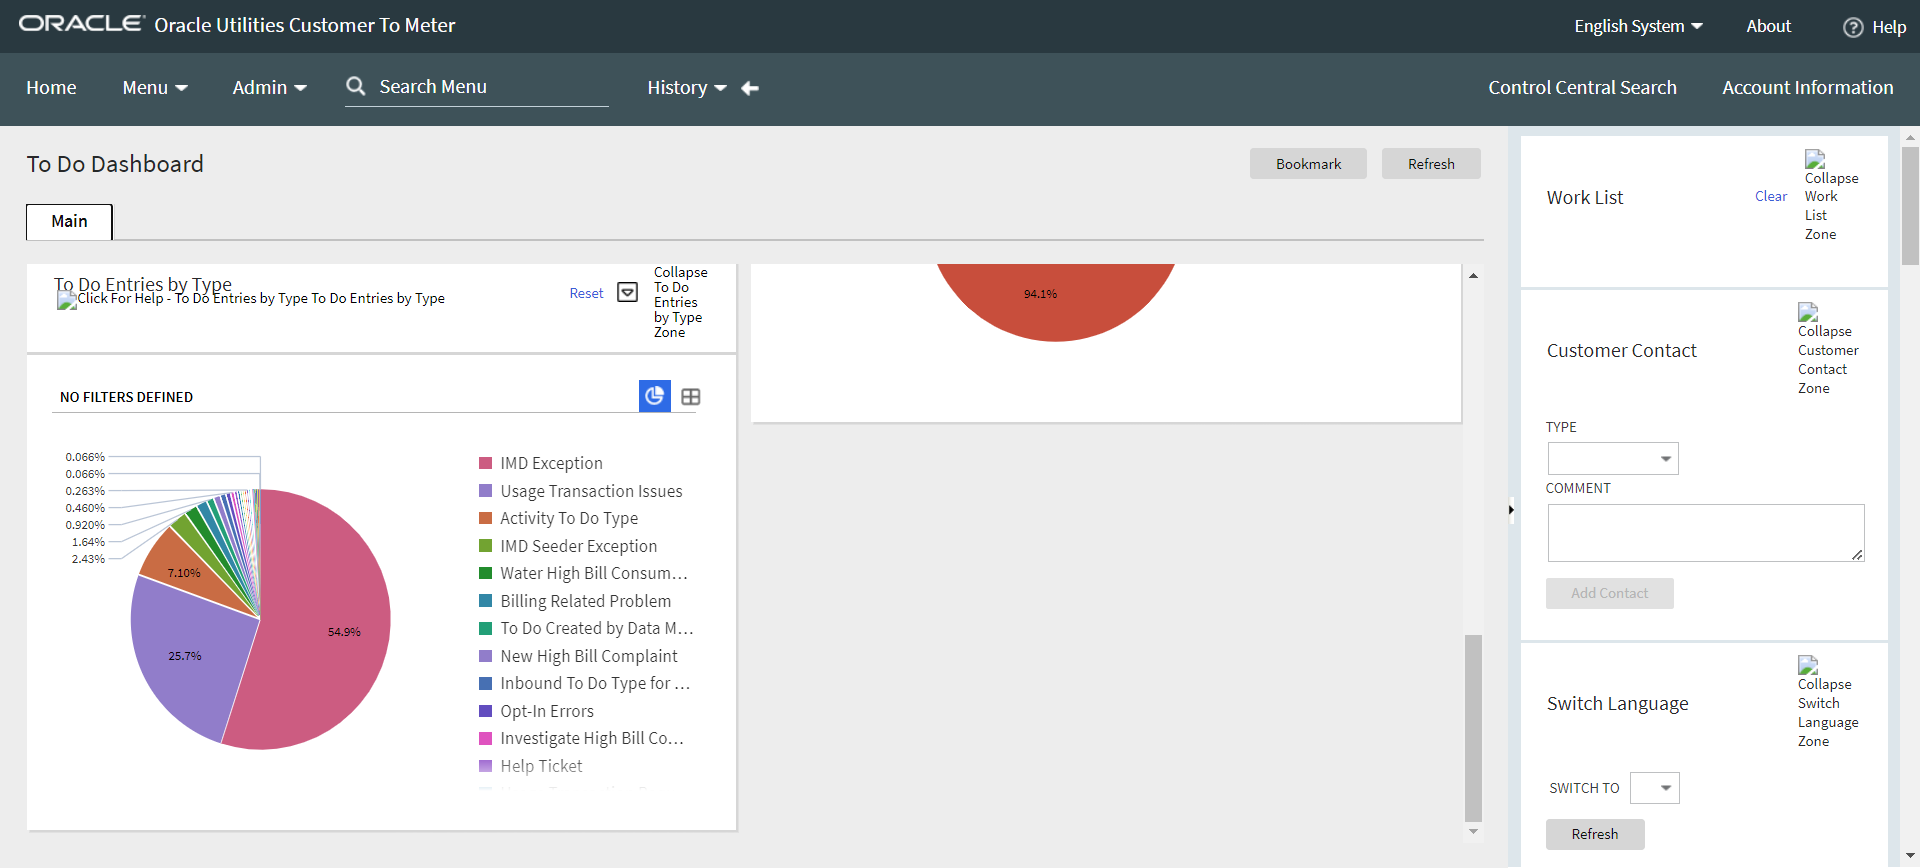 ORACLE Oracle Utilities Customer To Meter
English System
About
Help
Home
Menu
Admin
Search Menu
History
Control Central Search
Account Information
To Do Dashboard
Bookmark
Refresh
Main
To Do Entries by Type
Click For Help - To Do Entries by Type To Do Entries by Type
Reset
Collapse
To Do
Entries
by Type
Zone
NO FILTERS DEFINED
0.066%
0.066%
0.263%
0.460%
0.920%
1.64%
2.43%
7.10%
25.7%
54.9%
IMD Exception
Usage Transaction Issues
Activity To Do Type
IMD Seeder Exception
Water High Bill Consum...
Billing Related Problem
To Do Created by Data M...
New High Bill Complaint
Inbound To Do Type for ...
Opt-In Errors
Investigate High Bill Co...
Help Ticket
94.1%
Work List
Clear
Collapse
Work
List
Zone
Customer Contact
Collapse
Customer
Contact
Zone
TYPE
COMMENT
Add Contact
Switch Language
Collapse
Switch
Language
Zone
SWITCH TO
Refresh